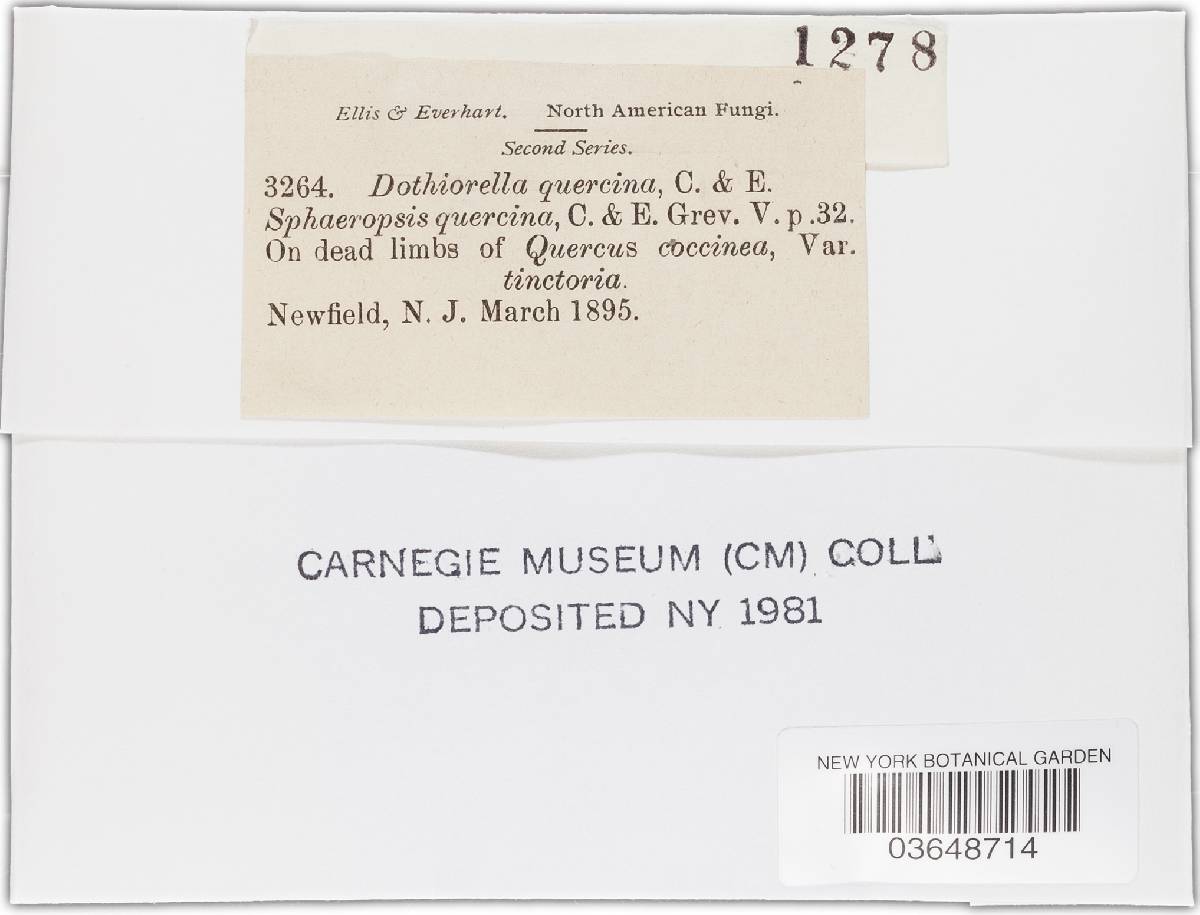 1278
Ellis & Everhart. North American Fungi.
Second Series.
3264. Dothiorella quercina, C. & E.
Sphaeropsis quercina, C. & E. Grev. V. p .32.
On dead limbs of Quercus coccinea, Var.
tinctoria.
Newfield, N. J. March 1895.
CARNEGIE MUSEUM (CM) COLL
DEPOSITED NY 1981
NEW YORK BOTANICAL GARDEN
03648714